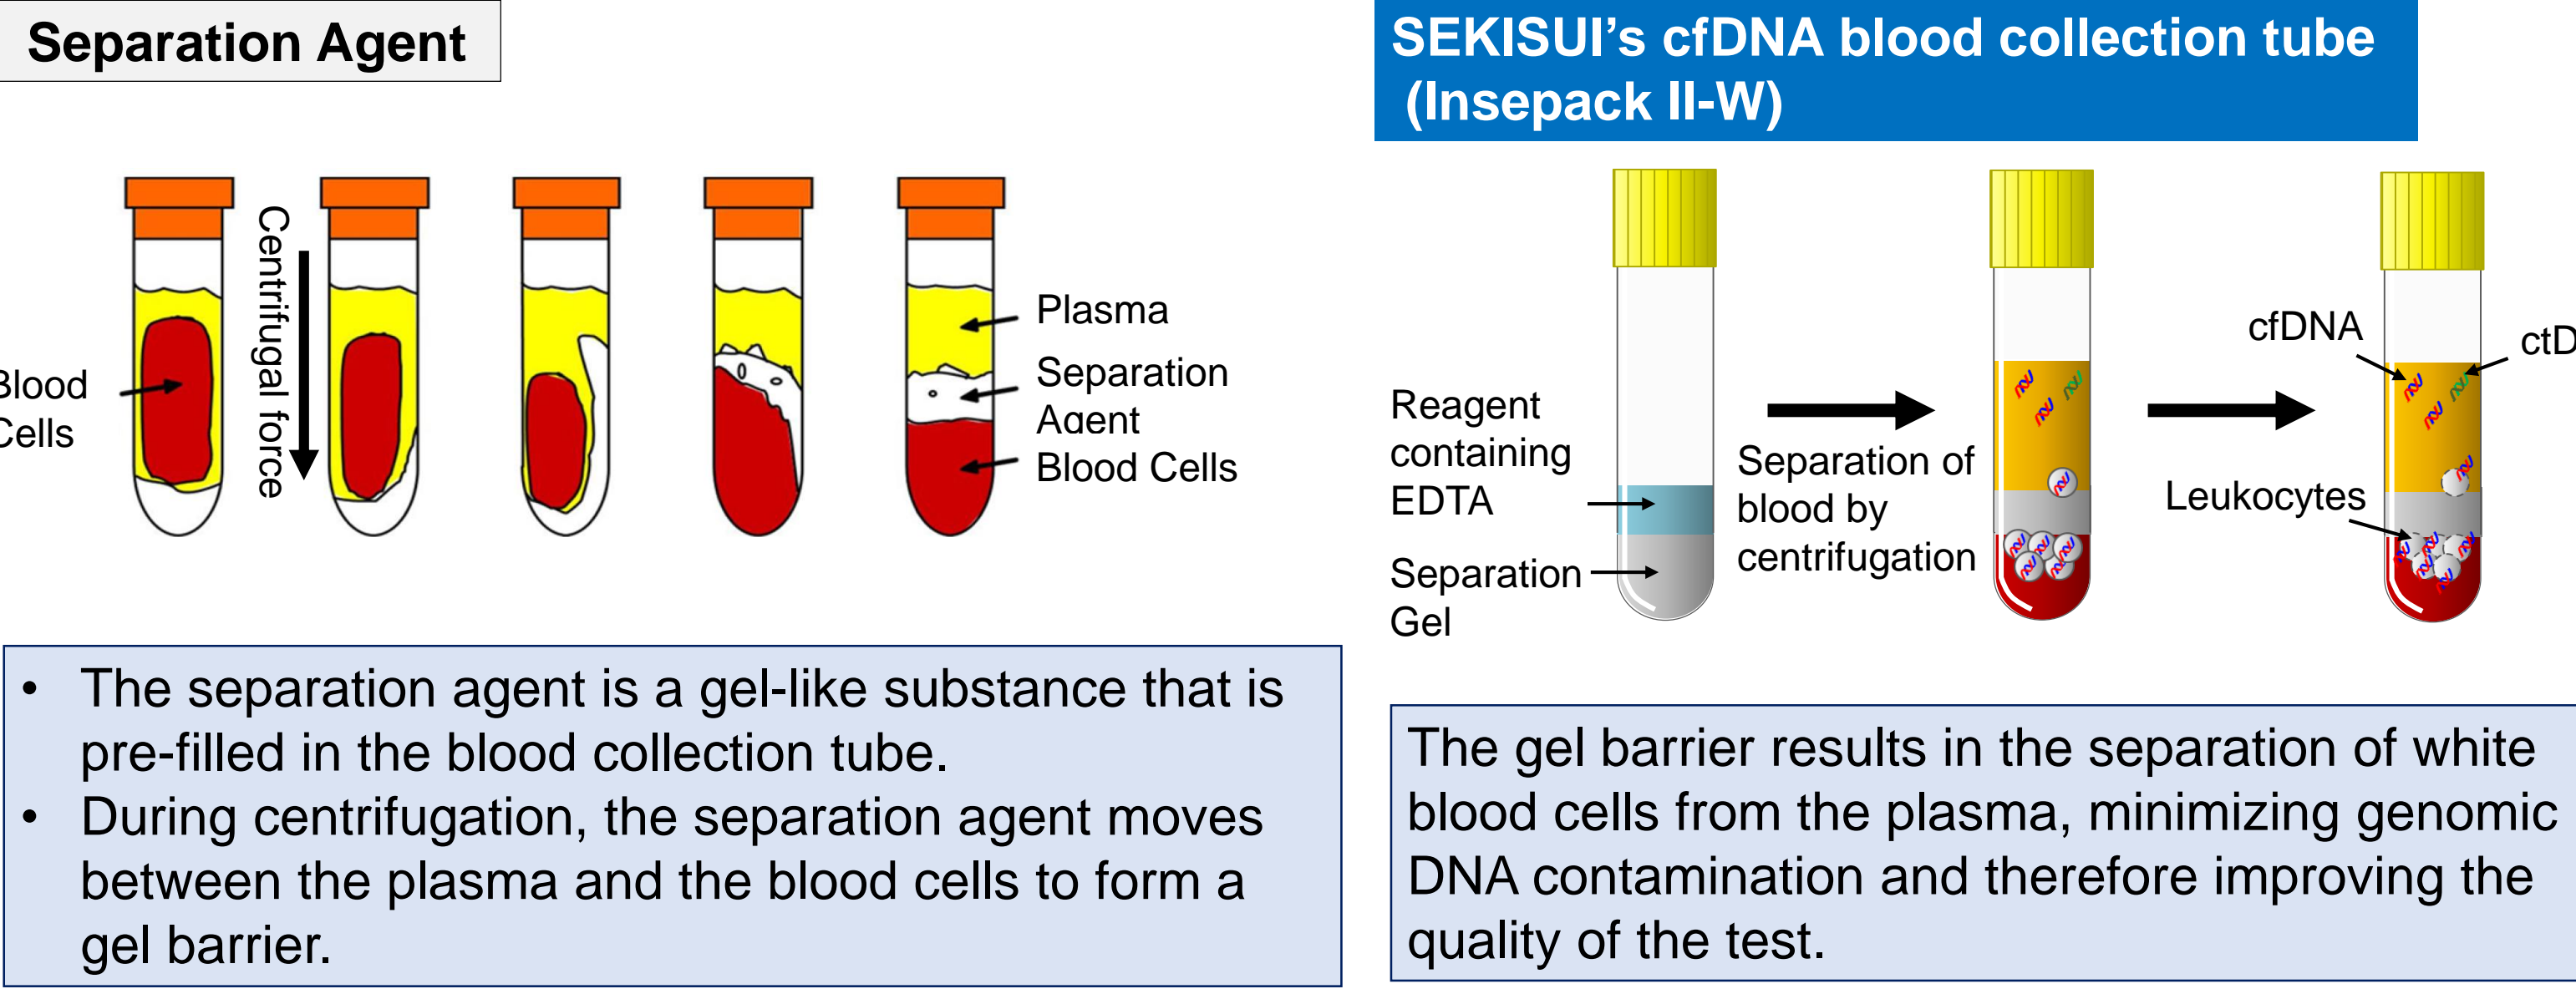 Separation Agent
Centrifugal force
Cells
Plasma
Separation
Agent
Blood Cells
• The separation agent is a gel-like substance that is
pre-filled in the blood collection tube.
• During centrifugation, the separation agent moves
between the plasma and the blood cells to form a
gel barrier.
SEKISUI’s cfDNA blood collection tube
(Insepack II-W)
Reagent
containing
EDTA
Separation
Gel
Separation of
blood by
centrifugation
cfDNA
Leukocytes
The gel barrier results in the separation of white
blood cells from the plasma, minimizing genomic
DNA contamination and therefore improving the
quality of the test.